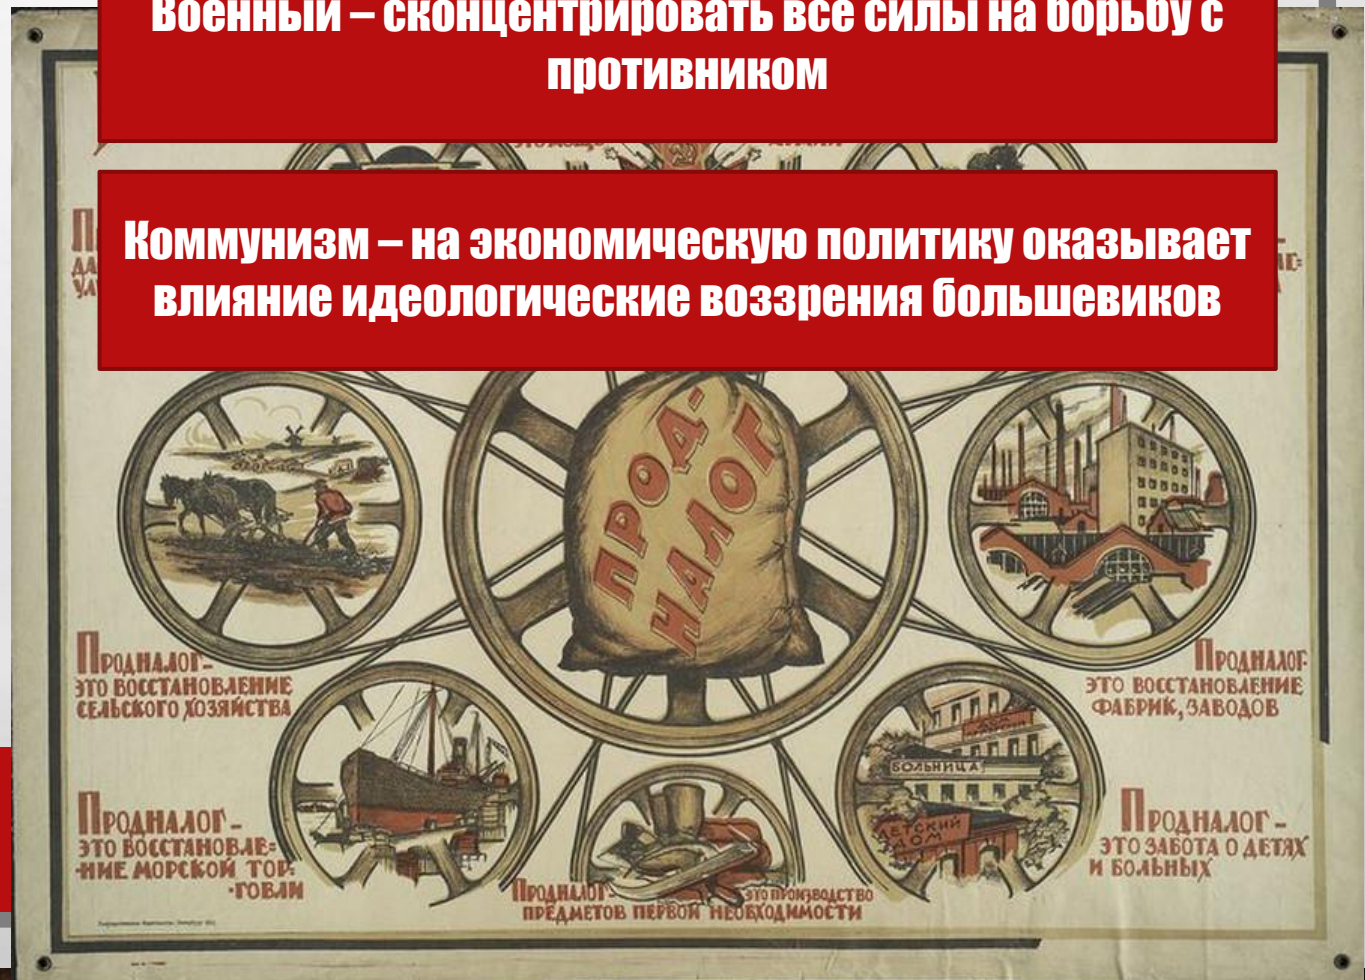 Военный – сконцентрировать все силы на борьбу с
противником
Коммунизм – на экономическую политику оказывает
влияние идеологические воззрения большевиков
ПРОД-
НАЛОГ
Продналог-
это восстановление
сельского хозяйства
Продналог-
это восстановление
фабрик, заводов
БОЛЬНИЦА
ДЕТСКИЙ
ДОМ
Продналог-
это восстановле=
-ние морской тор-
-говли
Продналог-
это производство
предметов первой необходимости
Продналог-
это забота о детях
и больных